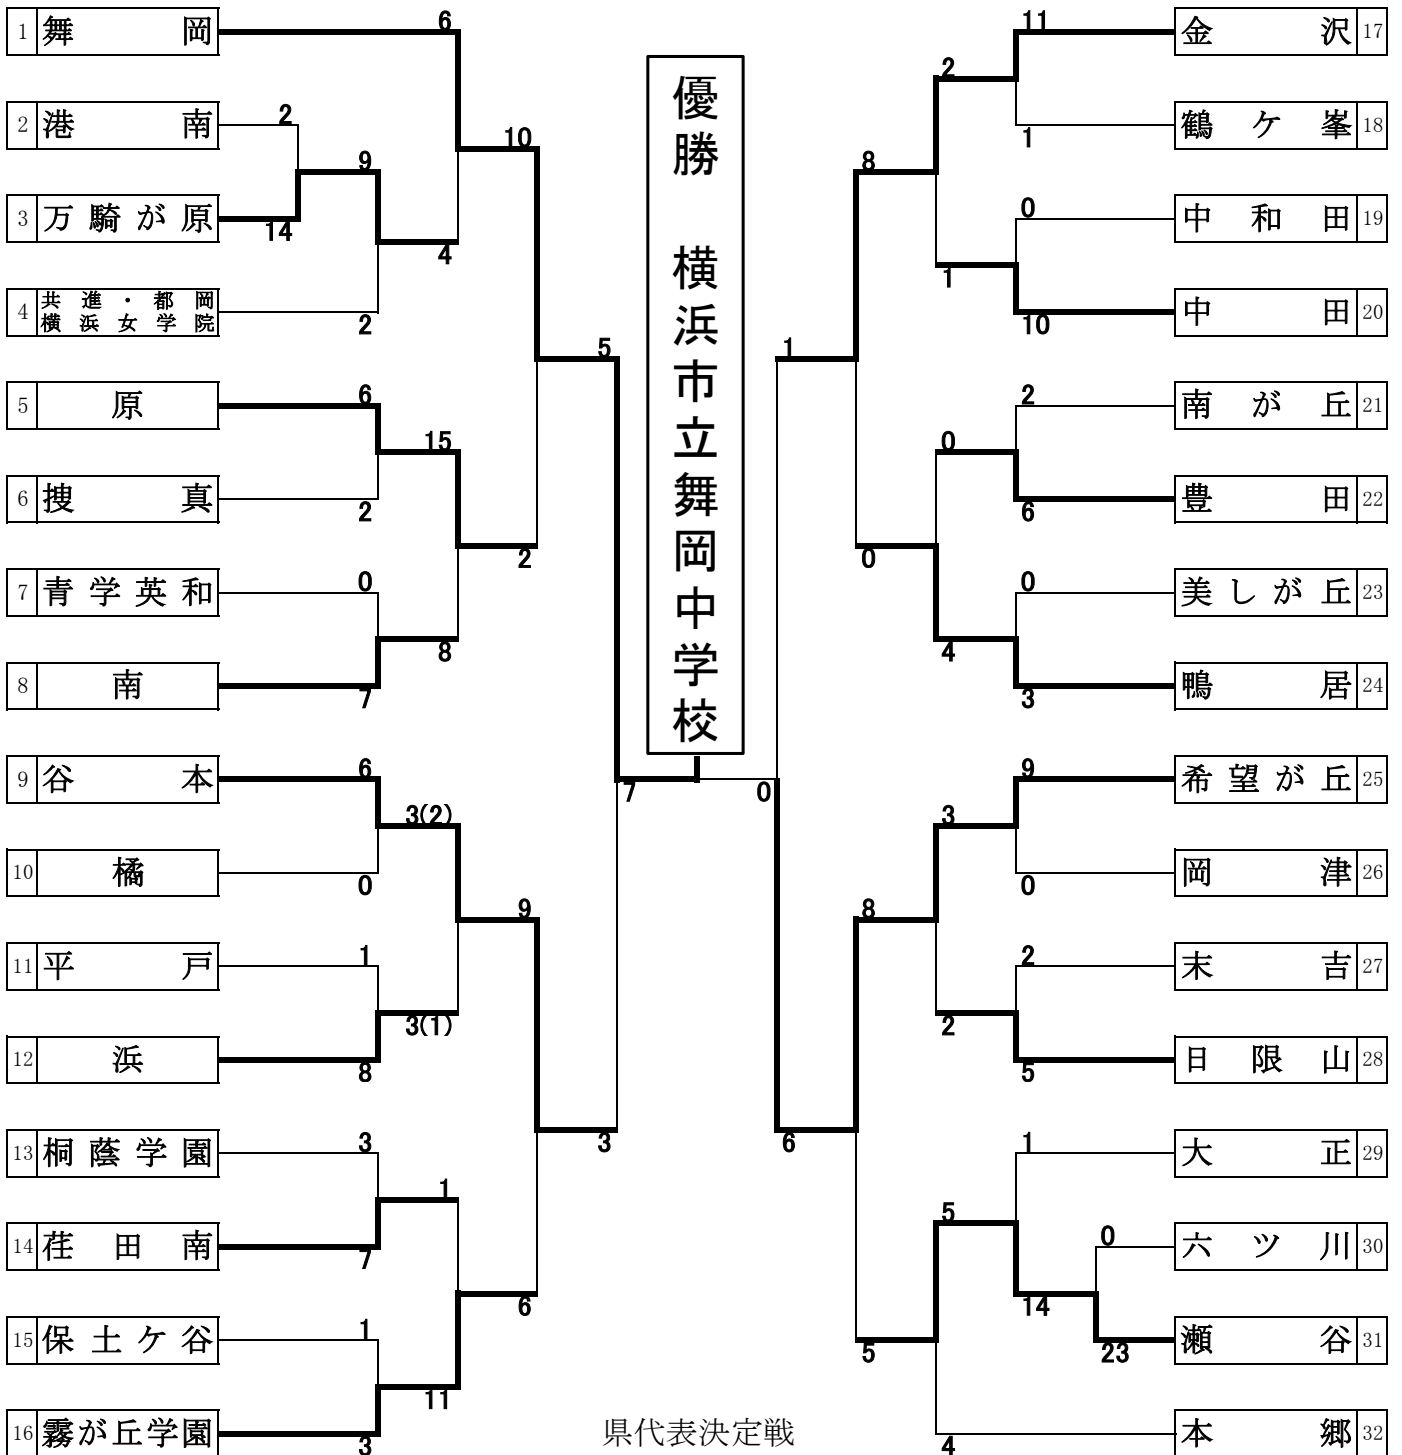 1 舞岡
2 港南
3 万騎が原
4 共進・都岡
横浜女学院
5 原
6 捜真
7 青学英和
8 南
9 谷本
10 橘
11 平戸
12 浜
13 桐蔭学園
14 荏田南
15 保土ケ谷
16 霧が丘学園
6
2
14
9
2
4
10
6
2
15
0
7
8
2
5
6
0
3(2)
1
8
3(1)
9
3
7
1
1
3
11
6
3
7
優勝 横浜市立舞岡中学校
0
県代表決定戦
11
1
2
0
10
1
8
2
6
0
0
3
4
0
1
9
0
3
2
5
2
8
6
1
0
23
14
5
4
5
金沢 17
鶴ケ峯 18
中和田 19
中田 20
南が丘 21
豊田 22
美しが丘 23
鴨居 24
希望が丘 25
岡津 26
末吉 27
日限山 28
大正 29
六ツ川 30
瀬谷 31
本郷 32